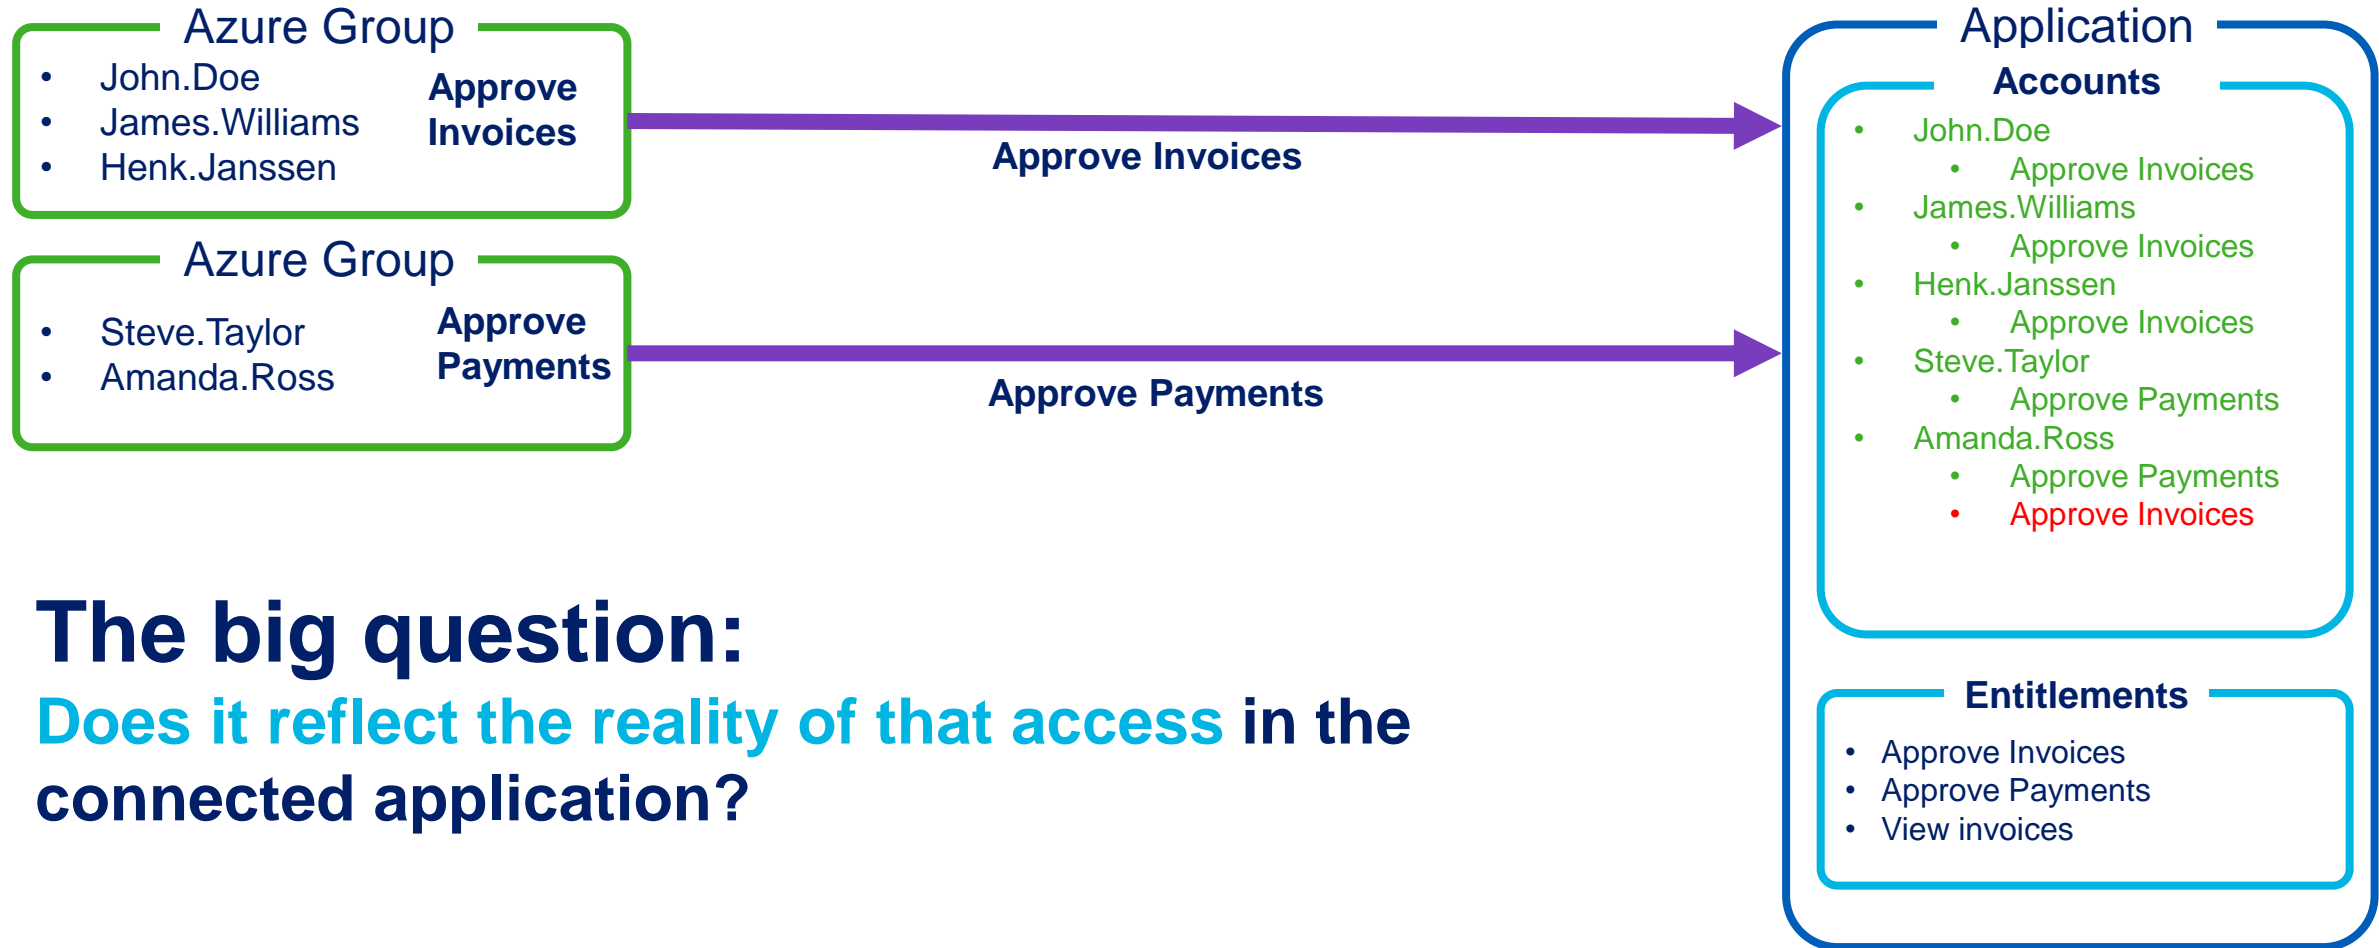 Azure Group
• John.Doe
• James.Williams
• Henk.Janssen
Approve
Invoices
Approve Invoices
Azure Group
• Steve.Taylor
• Amanda.Ross
Approve
Payments
Approve Payments
Application
Accounts
• John.Doe
• Approve Invoices
• James.Williams
• Approve Invoices
• Henk.Janssen
• Approve Invoices
• Steve.Taylor
• Approve Payments
• Amanda.Ross
• Approve Payments
• Approve Invoices
Entitlements
• Approve Invoices
• Approve Payments
• View invoices
The big question:
Does it reflect the reality of that access in the
connected application?